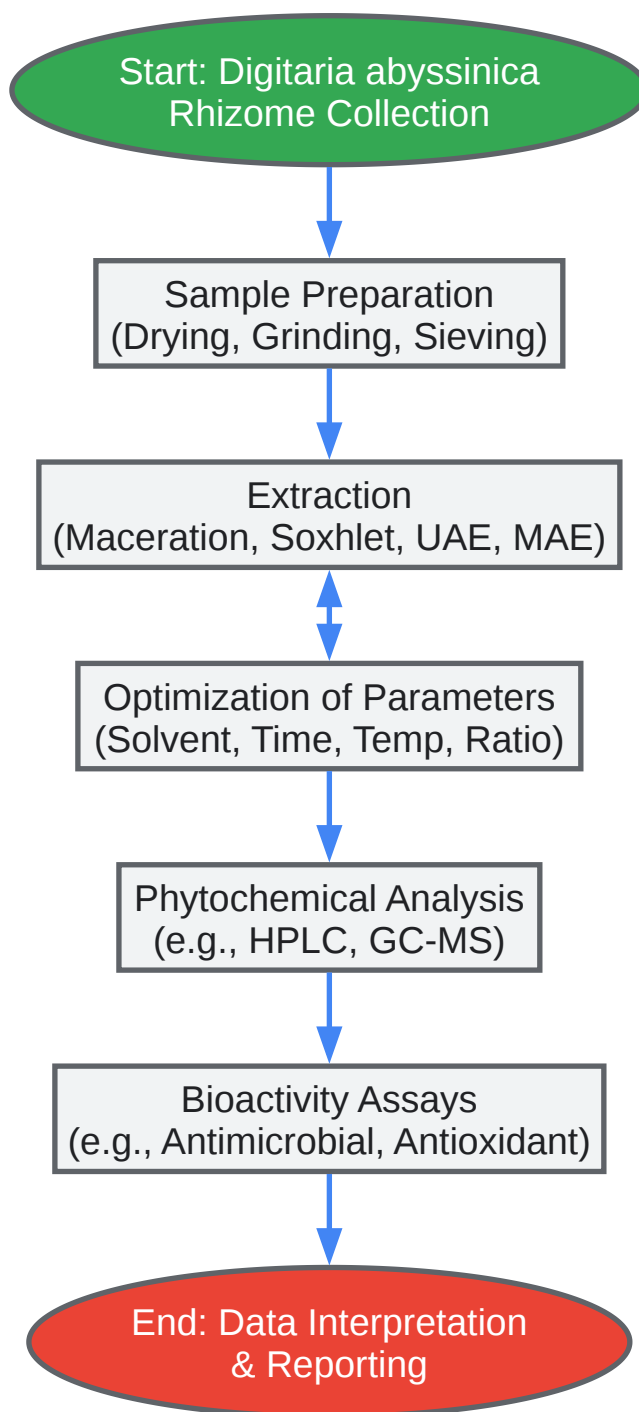 Start: Digitaria abyssinica
Rhizome Collection
Sample Preparation
(Drying, Grinding, Sieving)
Extraction
(Maceration, Soxhlet, UAE, MAE)
Optimization of Parameters
(Solvent, Time, Temp, Ratio)
Phytochemical Analysis
(e.g., HPLC, GC-MS)
Bioactivity Assays
(e.g., Antimicrobial, Antioxidant)
End: Data Interpretation
& Reporting